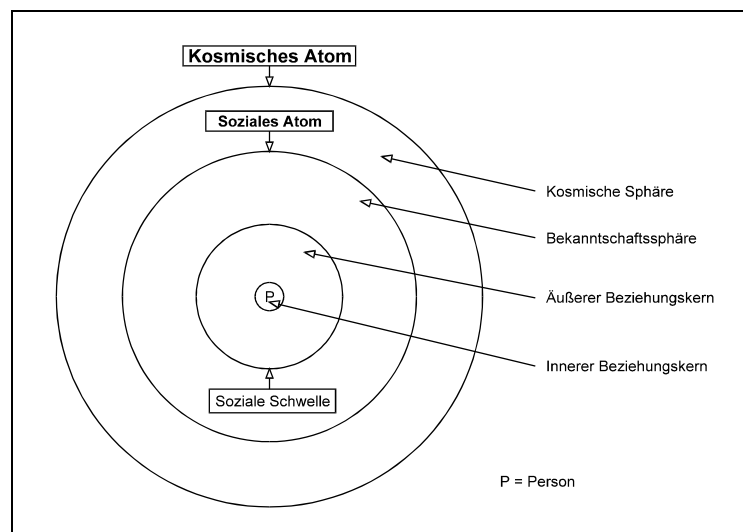 Kosmisches Atom
Soziales Atom
Kosmische Sphäre
Bekanntschaftssphäre
P
Äußerer Beziehungskern
Innerer Beziehungskern
Soziale Schwelle
P = Person